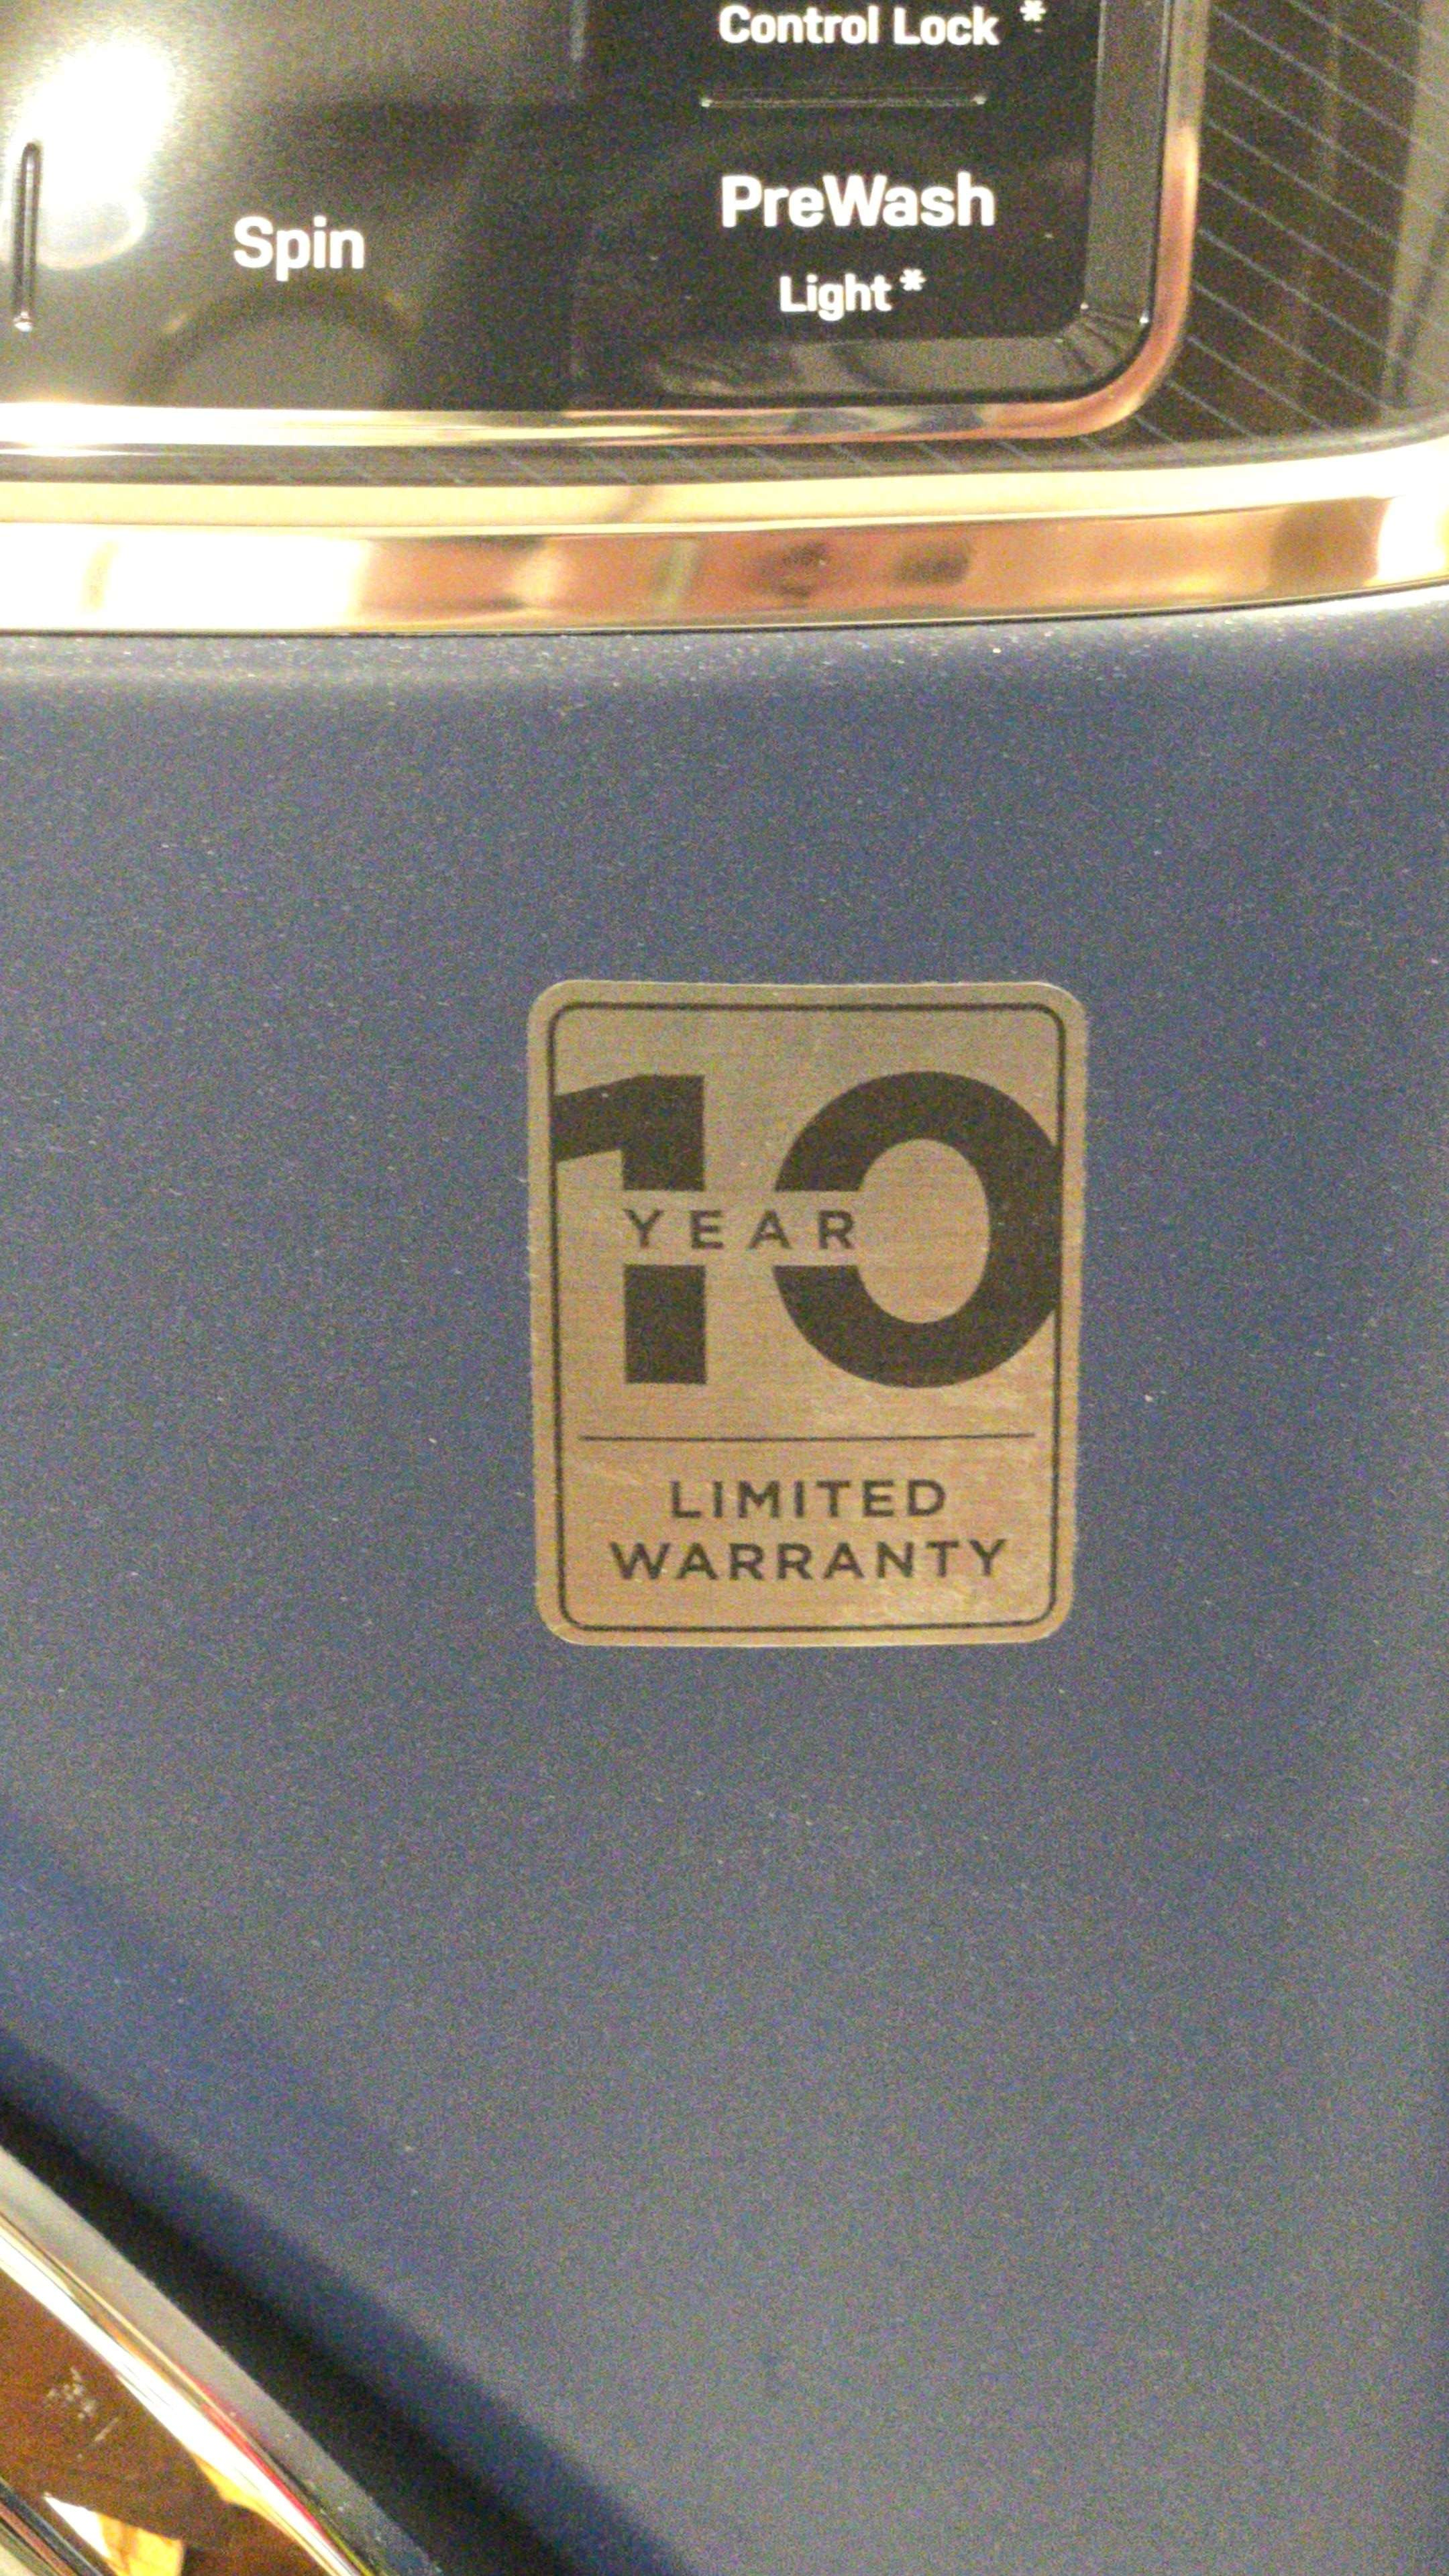 Control Lock *
Spin
PreWash
Light *
10
YEAR
LIMITED
WARRANTY